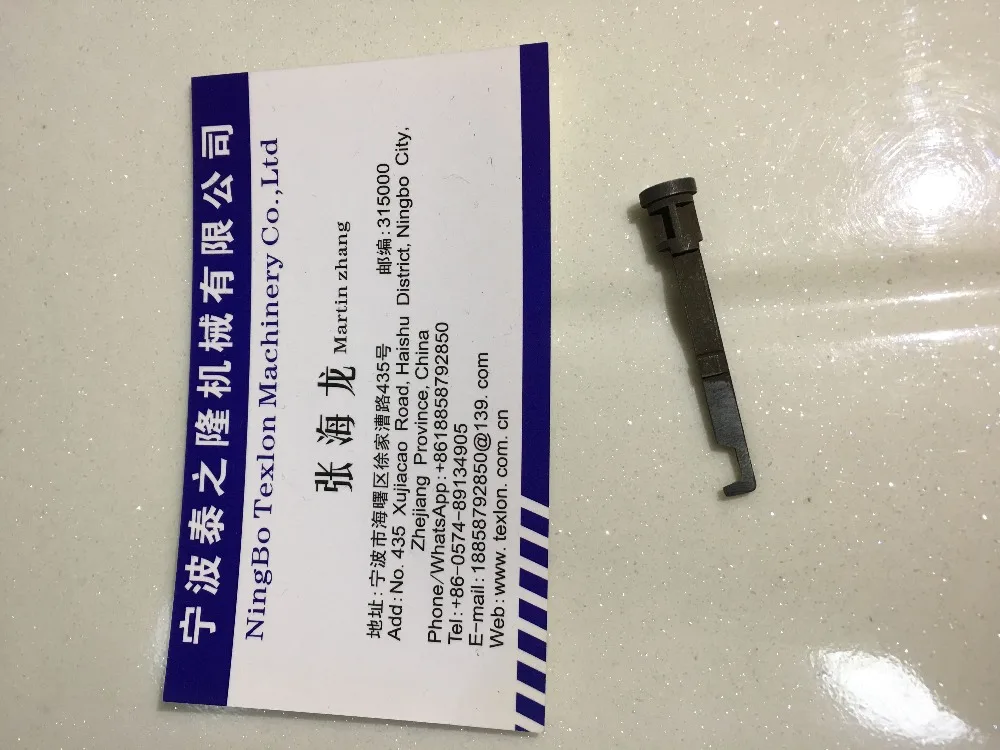 宁波泰之隆机械有限公司
NingBo Texlon Machinery Co.,Ltd
张海龙 Martin zhang
地址:宁波市海曙区徐家漕路435号 邮编:315000
Add:No. 435 Xujiacao Road, Haishu District, Ningbo City,
Zhejiang Province, China
Phone/WhatsApp:+8618858792850
Tel:+86-0574-89134905
E-mail:18858792850@139. com
Web:www. texlon. com. cn